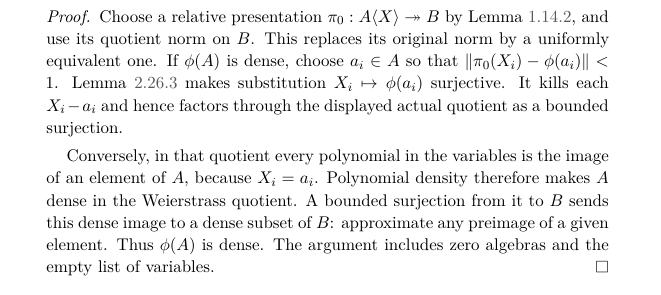 Proof. Choose a relative presentation π₀ : A⟨X⟩ ↠ B by Lemma 1.14.2, and
use its quotient norm on B. This replaces its original norm by a uniformly
equivalent one. If ϕ(A) is dense, choose aᵢ ∈ A so that ‖π₀(Xᵢ) − ϕ(aᵢ)‖ <
1. Lemma 2.26.3 makes substitution Xᵢ ↦ ϕ(aᵢ) surjective. It kills each
Xᵢ − aᵢ and hence factors through the displayed actual quotient as a bounded
surjection.
Conversely, in that quotient every polynomial in the variables is the image
of an element of A, because Xᵢ = aᵢ. Polynomial density therefore makes A
dense in the Weierstrass quotient. A bounded surjection from it to B sends
this dense image to a dense subset of B: approximate any preimage of a given
element. Thus ϕ(A) is dense. The argument includes zero algebras and the
empty list of variables. □